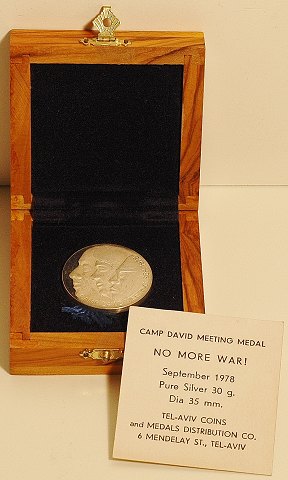 CAMP DAVID MEETING MEDAL
NO MORE WAR!
September 1978
Pure Silver 30 g.
Dia 35 mm.
TEL-AVIV COINS
and MEDALS DISTRIBUTION CO.
6 MENDELAY ST., TEL-AVIV